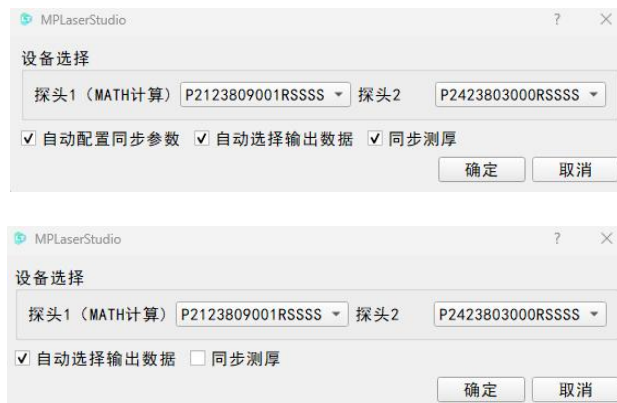 MPLaserStudio ? ×
设备选择
探头1（MATH计算） P2123809001RSSSS 探头2 P2423803000RSSSS
自动配置同步参数 自动选择输出数据 同步测厚
确定 取消
MPLaserStudio ? ×
设备选择
探头1（MATH计算） P2123809001RSSSS 探头2 P2423803000RSSSS
自动选择输出数据 同步测厚
确定 取消